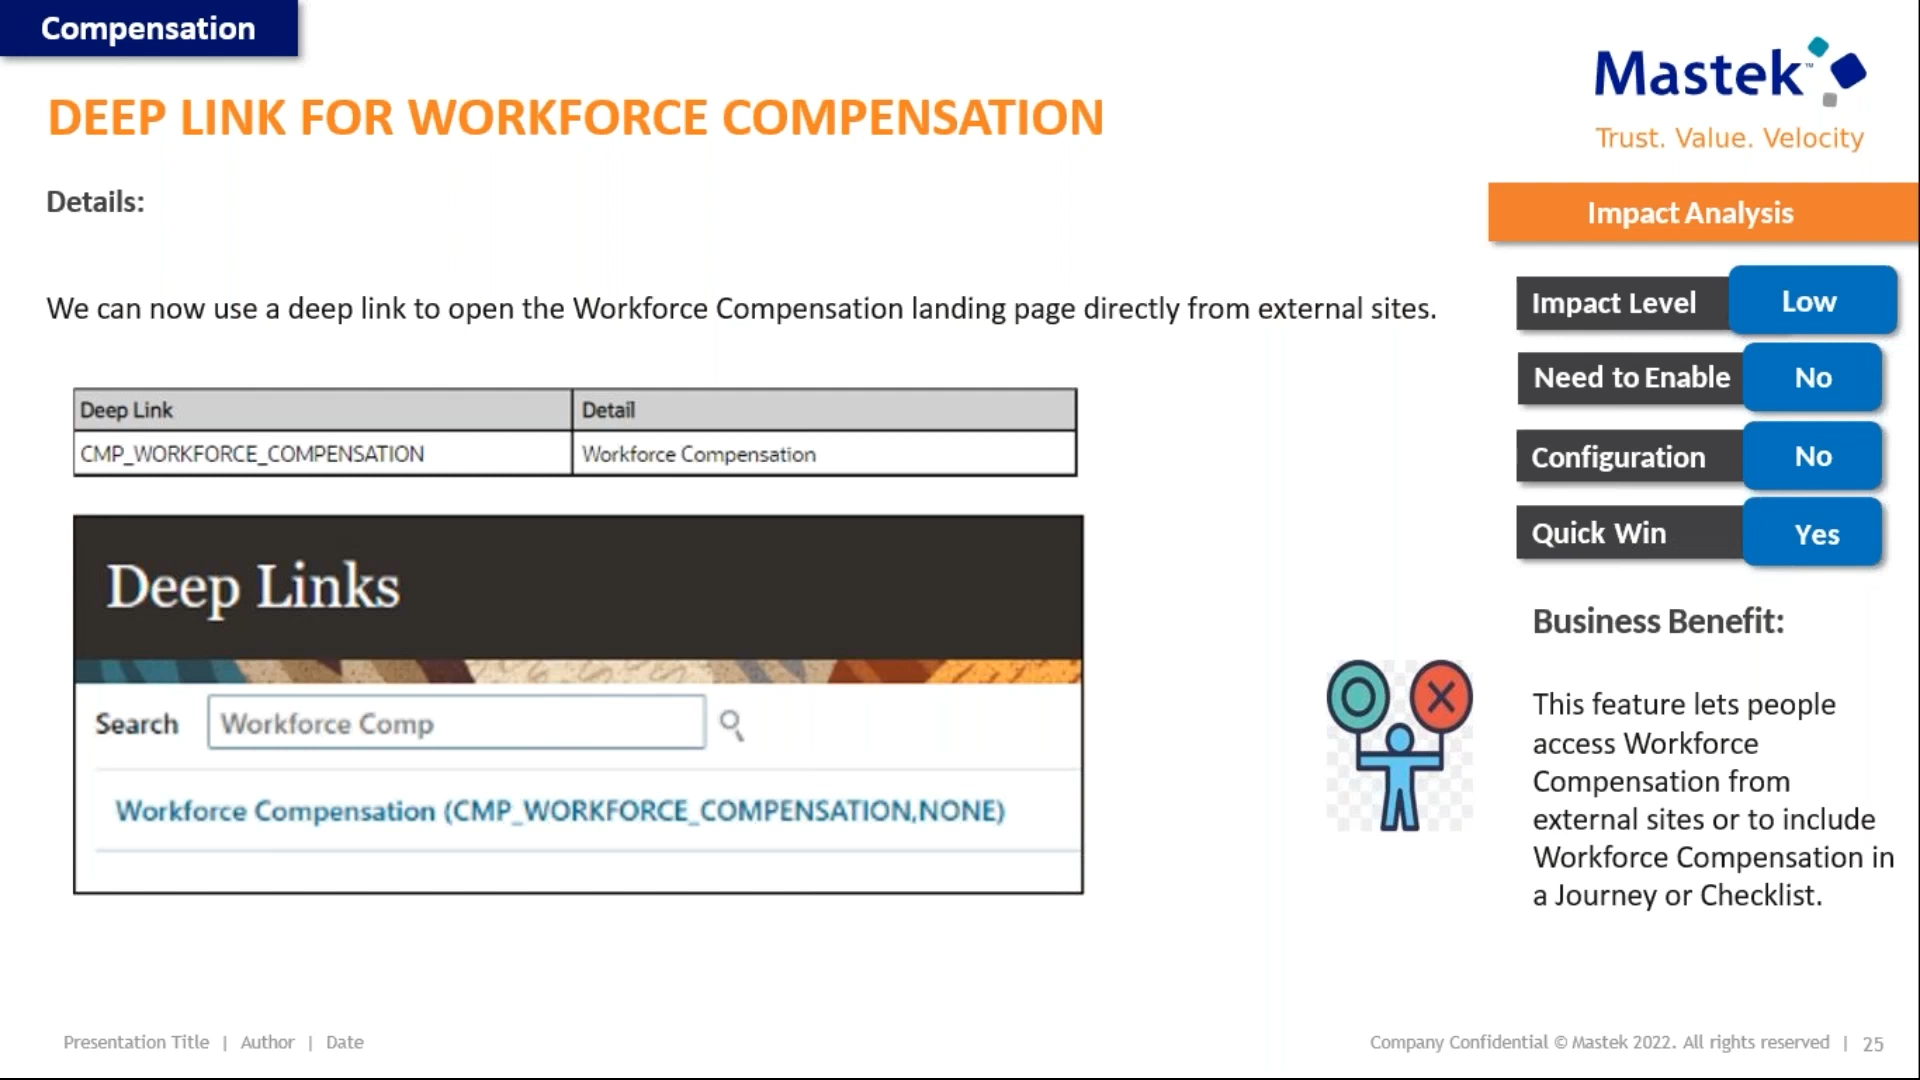 Compensation
Mastek™
Trust. Value. Velocity
DEEP LINK FOR WORKFORCE COMPENSATION
Details:
We can now use a deep link to open the Workforce Compensation landing page directly from external sites.
Deep Link Detail
CMP_WORKFORCE_COMPENSATION Workforce Compensation
Deep Links
Search Workforce Comp
Workforce Compensation (CMP_WORKFORCE_COMPENSATION,NONE)
Impact Analysis
Impact Level Low
Need to Enable No
Configuration No
Quick Win Yes
Business Benefit:
This feature lets people
access Workforce
Compensation from
external sites or to include
Workforce Compensation in
a Journey or Checklist.
Presentation Title | Author | Date
Company Confidential © Mastek 2022. All rights reserved | 25